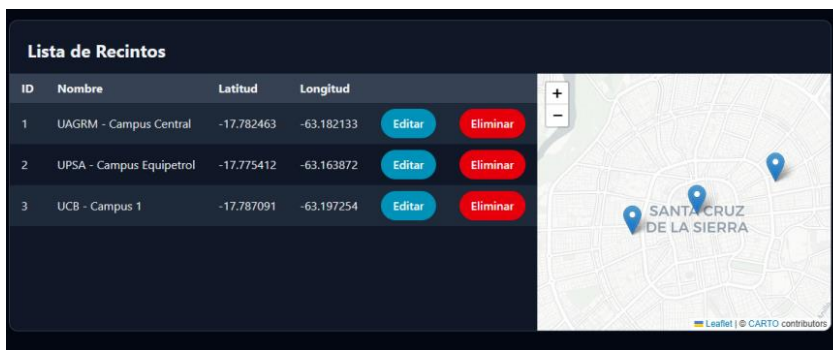 Lista de Recintos
ID Nombre Latitud Longitud
1 UAGRM - Campus Central -17.782463 -63.182133 Editar Eliminar
2 UPSA - Campus Equipetrol -17.775412 -63.163872 Editar Eliminar
3 UCB - Campus 1 -17.787091 -63.197254 Editar Eliminar
+
−
SANTA CRUZ
DE LA SIERRA
Leaflet | © CARTO contributors